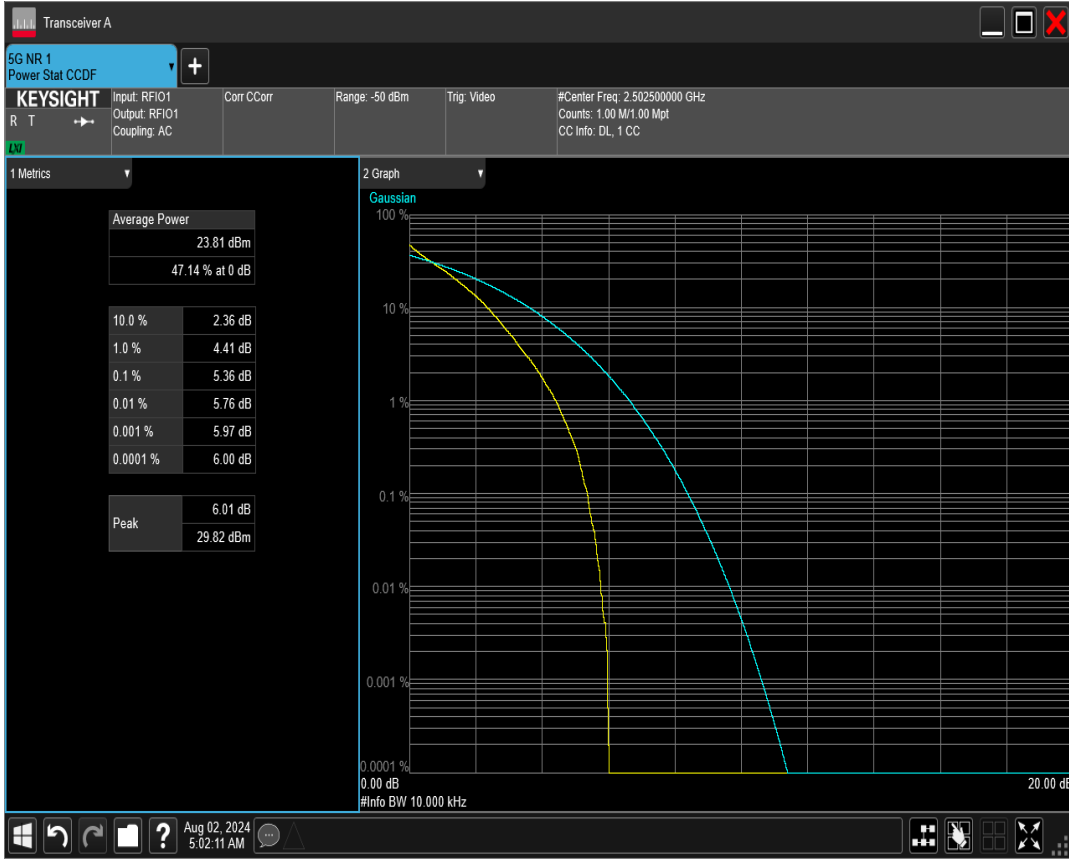 Transceiver A
5G NR 1
Power Stat CCDF
+
KEYSIGHT
R T
LXI
Input: RFIO1
Output: RFIO1
Coupling: AC
Corr CCorr
Range: -50 dBm
Trig: Video
#Center Freq: 2.502500000 GHz
Counts: 1.00 M/1.00 Mpt
CC Info: DL, 1 CC
1 Metrics
Average Power
23.81 dBm
47.14 % at 0 dB
10.0 % 2.36 dB
1.0 % 4.41 dB
0.1 % 5.36 dB
0.01 % 5.76 dB
0.001 % 5.97 dB
0.0001 % 6.00 dB
Peak
6.01 dB
29.82 dBm
2 Graph
Gaussian
100 %
10 %
1 %
0.1 %
0.01 %
0.001 %
0.0001 %
0.00 dB 20.00 dB
#Info BW 10.000 kHz
?
Aug 02, 2024
5:02:11 AM